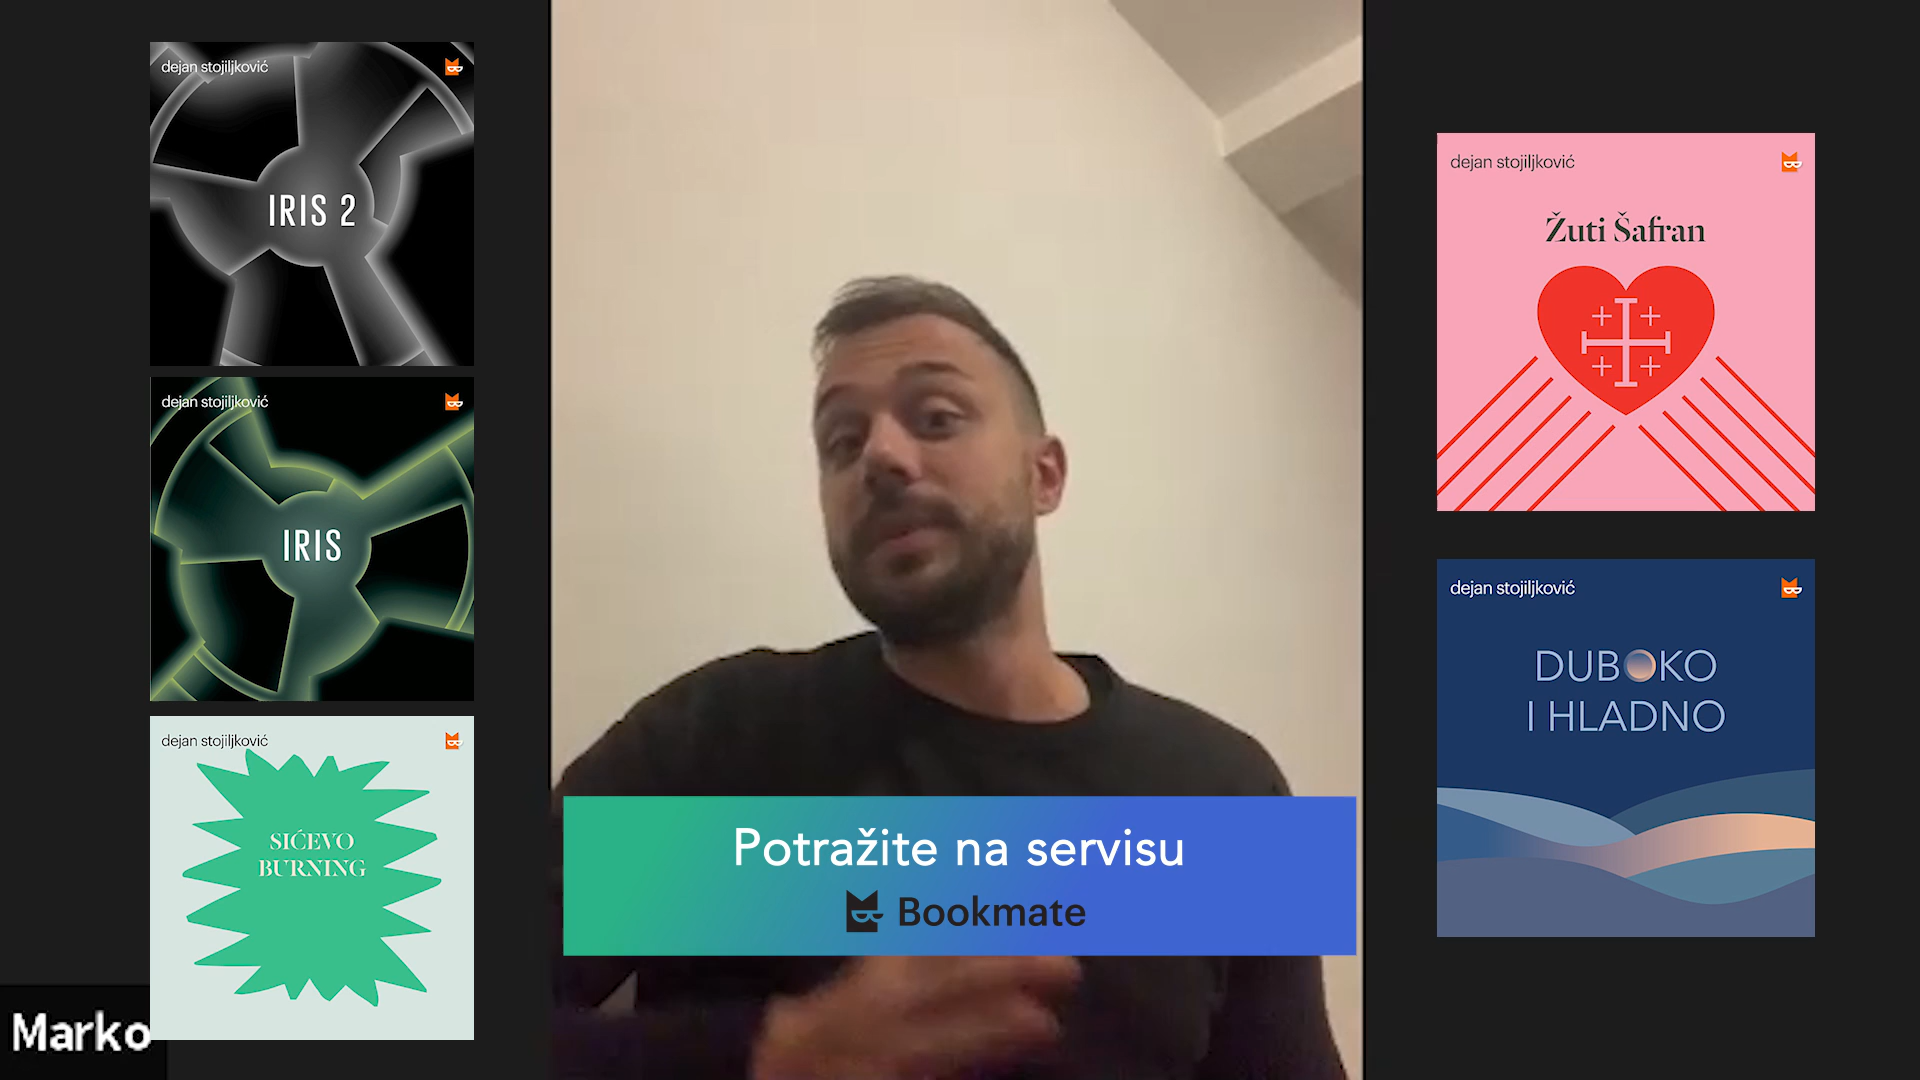 dejan stojiljković
IRIS 2
dejan stojiljković
IRIS
dejan stojiljković
SIĆEVO
BURNING
Marko
Potražite na servisu
Bookmate
dejan stojiljković
Žuti Šafran
dejan stojiljković
DUBOKO
I HLADNO